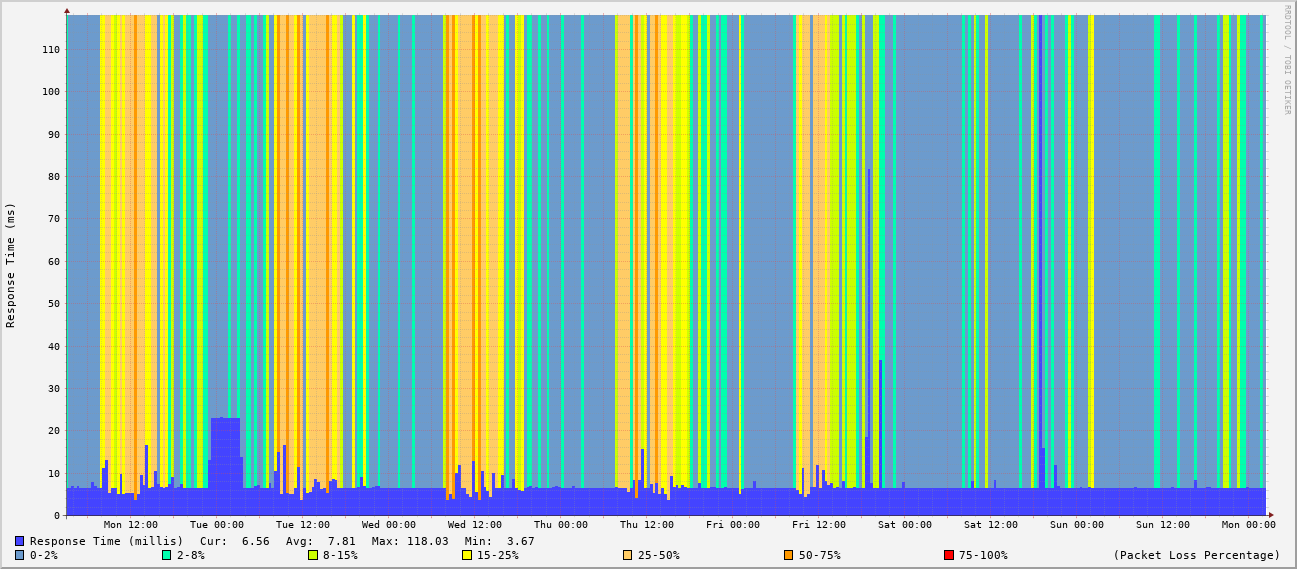 RRDTOOL / TOBI OETIKER
Response Time (ms)
110
100
90
80
70
60
50
40
30
20
10
0
Mon 12:00 Tue 00:00 Tue 12:00 Wed 00:00 Wed 12:00 Thu 00:00 Thu 12:00 Fri 00:00 Fri 12:00 Sat 00:00 Sat 12:00 Sun 00:00 Sun 12:00 Mon 00:00
Response Time (millis) Cur: 6.56 Avg: 7.81 Max: 118.03 Min: 3.67
0-2% 2-8% 8-15% 15-25% 25-50% 50-75% 75-100% (Packet Loss Percentage)